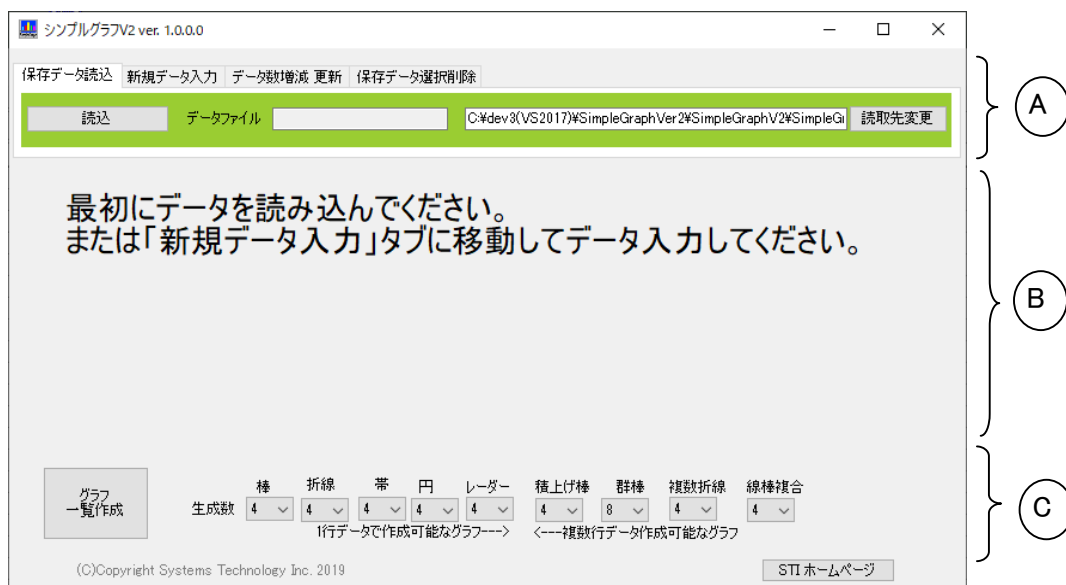 シンプルグラフV2 ver. 1.0.0.0
保存データ読込 新規データ入力 データ数増減 更新 保存データ選択削除
読込 データファイル C:¥dev3(VS2017)¥SimpleGraphVer2¥SimpleGraphV2¥SimpleGr 読取先変更
A
最初にデータを読み込んでください。
または「新規データ入力」タブに移動してデータ入力してください。
B
グラフ
一覧作成
棒 折線 帯 円 レーダー 積上げ棒 群棒 複数折線 線棒複合
生成数 4 4 4 4 4 4 8 4 4
1行データで作成可能なグラフ---> <---複数行データ作成可能なグラフ
C
(C)Copyright Systems Technology Inc. 2019
STI ホームページ